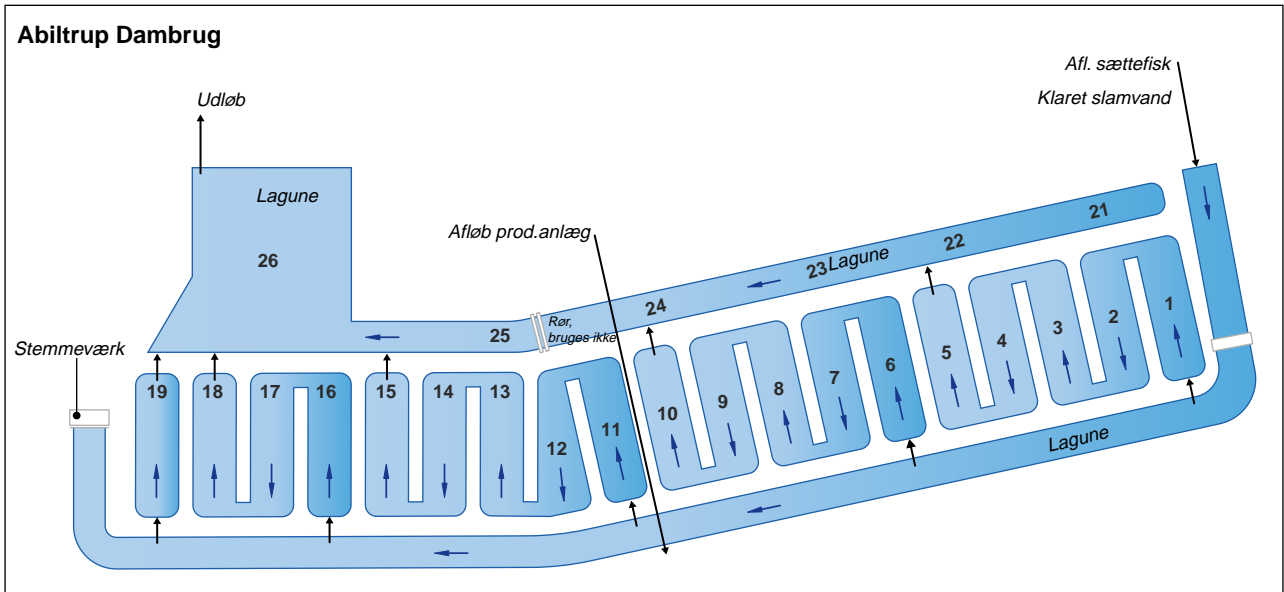 Abiltrup Dambrug
Afl. sættefisk
Klaret slamvand
Udløb
Lagune
26
Afløb prod.anlæg
21
22
Lagune
23
24
25
Rør,
bruges ikke
Stemmeværk
1
2
3
4
5
6
7
8
9
10
11
12
13
14
15
16
17
18
19
Lagune